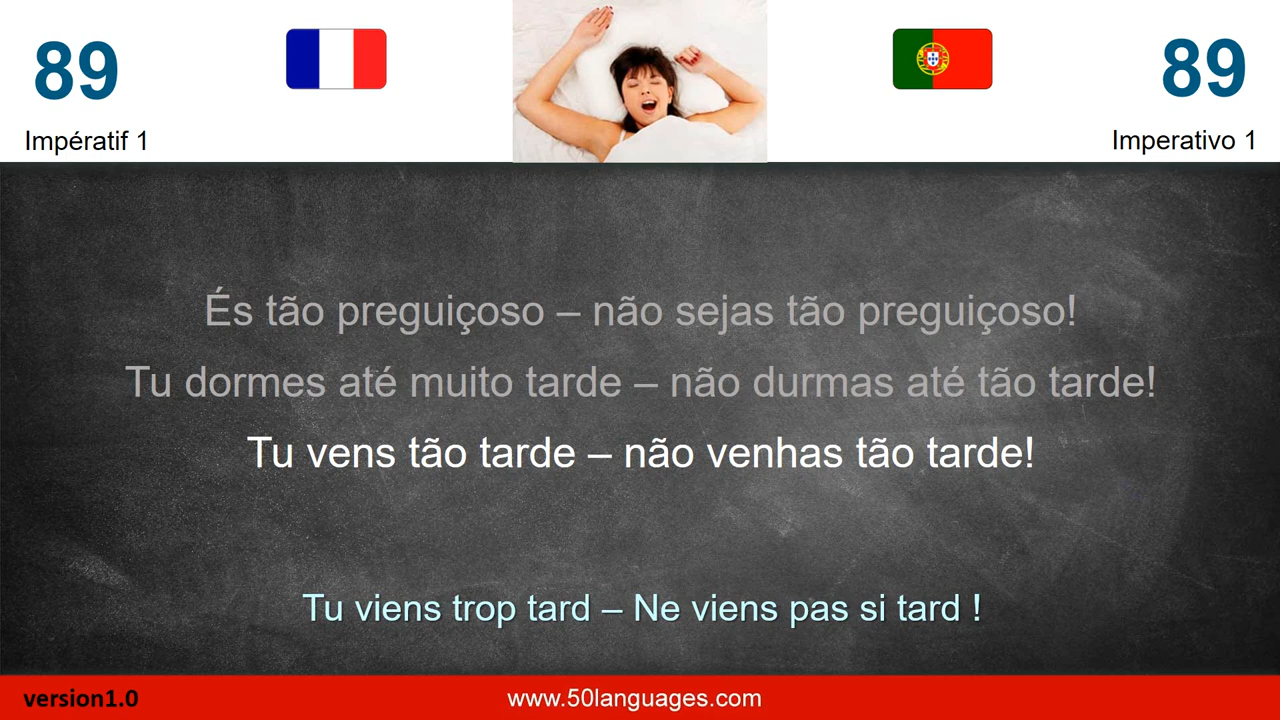 89
89
Impératif 1
Imperativo 1
És tão preguiçoso – não sejas tão preguiçoso!
Tu dormes até muito tarde – não durmas até tão tarde!
Tu vens tão tarde – não venhas tão tarde!
Tu viens trop tard – Ne viens pas si tard !
version1.0
www.50languages.com